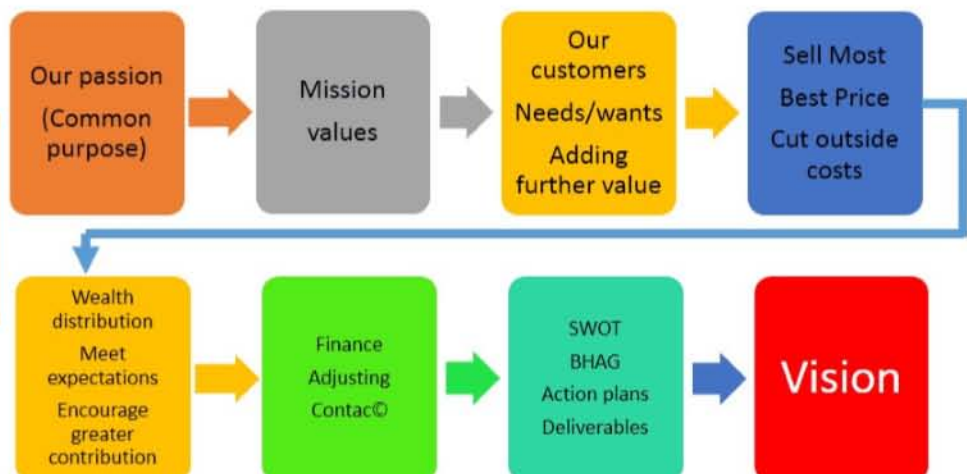 Our passion
(Common
purpose)
Mission
values
Our
customers
Needs/wants
Adding
further value
Sell Most
Best Price
Cut outside
costs
Wealth
distribution
Meet
expectations
Encourage
greater
contribution
Finance
Adjusting
Contac©
SWOT
BHAG
Action plans
Deliverables
Vision